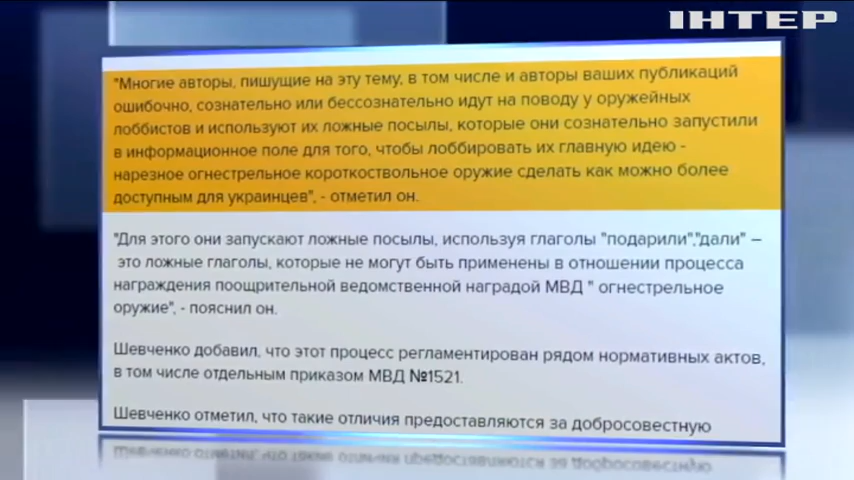 ІНТЕР
"Многие авторы, пишущие на эту тему, в том числе и авторы ваших публикаций
ошибочно, сознательно или бессознательно идут на поводу у оружейных
лоббистов и используют их ложные посылы, которые они сознательно запустили
в информационное поле для того, чтобы лоббировать их главную идею -
нарезное огнестрельное короткоствольное оружие сделать как можно более
доступным для украинцев", - отметил он.
"Для этого они запускают ложные посылы, используя глаголы "подарили","дали" –
это ложные глаголы, которые не могут быть применены в отношении процесса
награждения поощрительной ведомственной наградой МВД " огнестрельное
оружие", - пояснил он.
Шевченко добавил, что этот процесс регламентирован рядом нормативных актов,
в том числе отдельным приказом МВД №1521.
Шевченко отметил, что такие отличия предоставляются за добросовестную